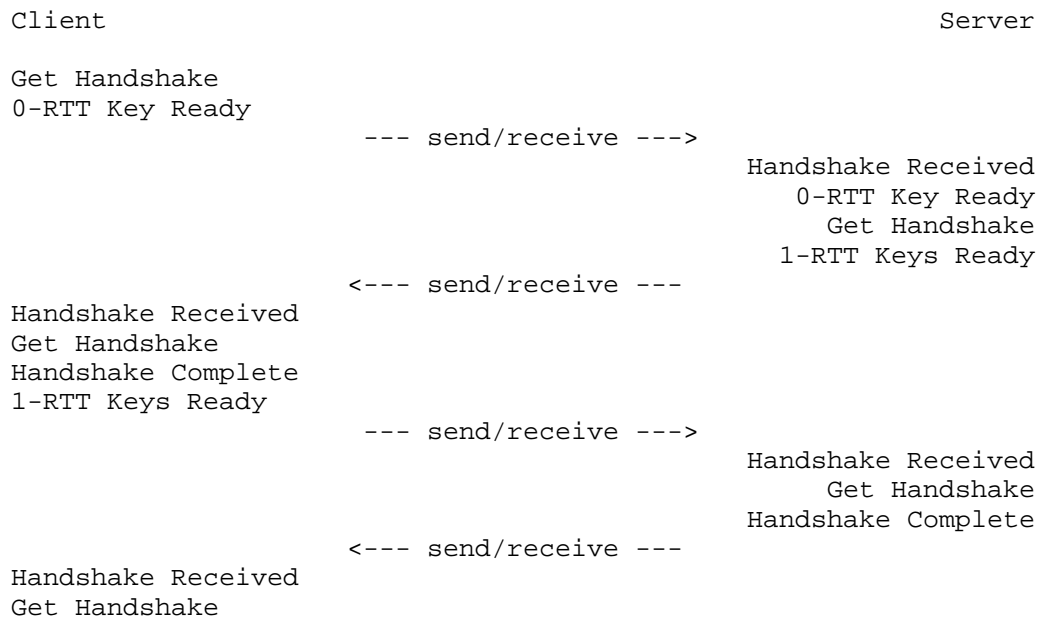 Client Server
Get Handshake
0-RTT Key Ready
--- send/receive --->
Handshake Received
0-RTT Key Ready
Get Handshake
1-RTT Keys Ready
<--- send/receive ---
Handshake Received
Get Handshake
Handshake Complete
1-RTT Keys Ready
--- send/receive --->
Handshake Received
Get Handshake
Handshake Complete
<--- send/receive ---
Handshake Received
Get Handshake